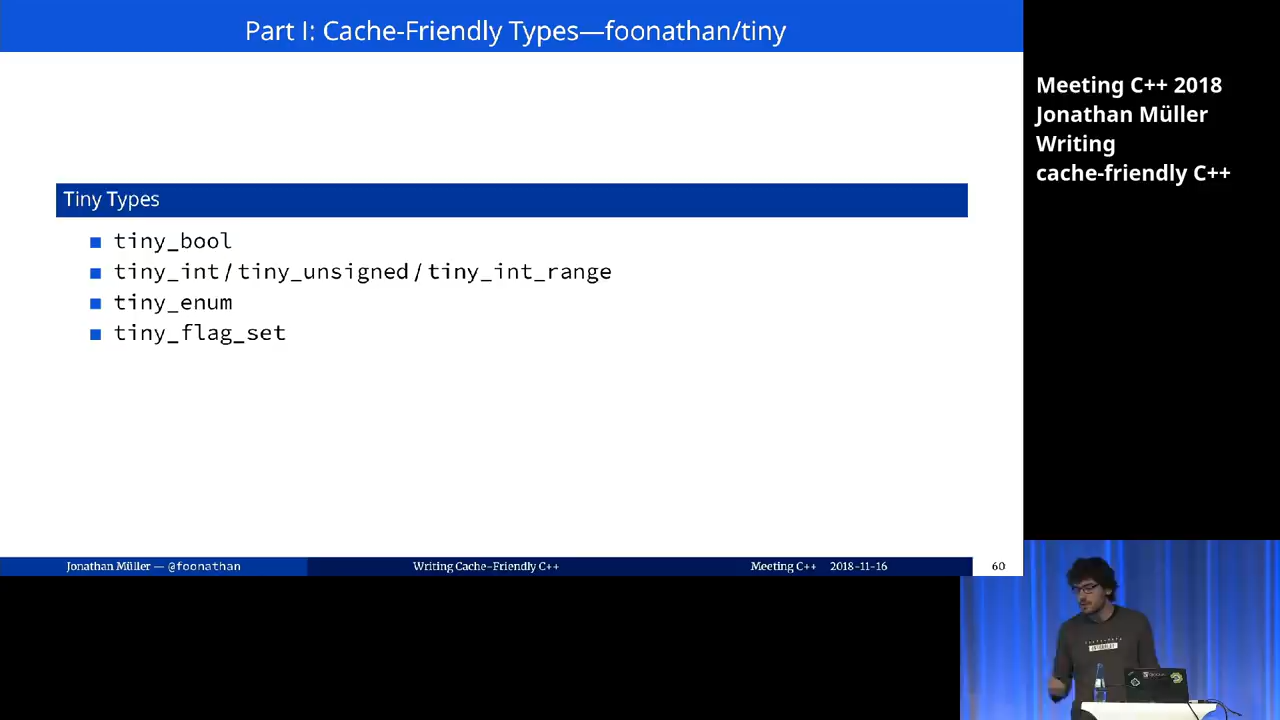 Part I: Cache-Friendly Types—foonathan/tiny
Meeting C++ 2018
Jonathan Müller
Writing
cache-friendly C++
Tiny Types
tiny_bool
tiny_int/tiny_unsigned/tiny_int_range
tiny_enum
tiny_flag_set
Jonathan Müller — @foonathan
Writing Cache-Friendly C++
Meeting C++ 2018-11-16
60